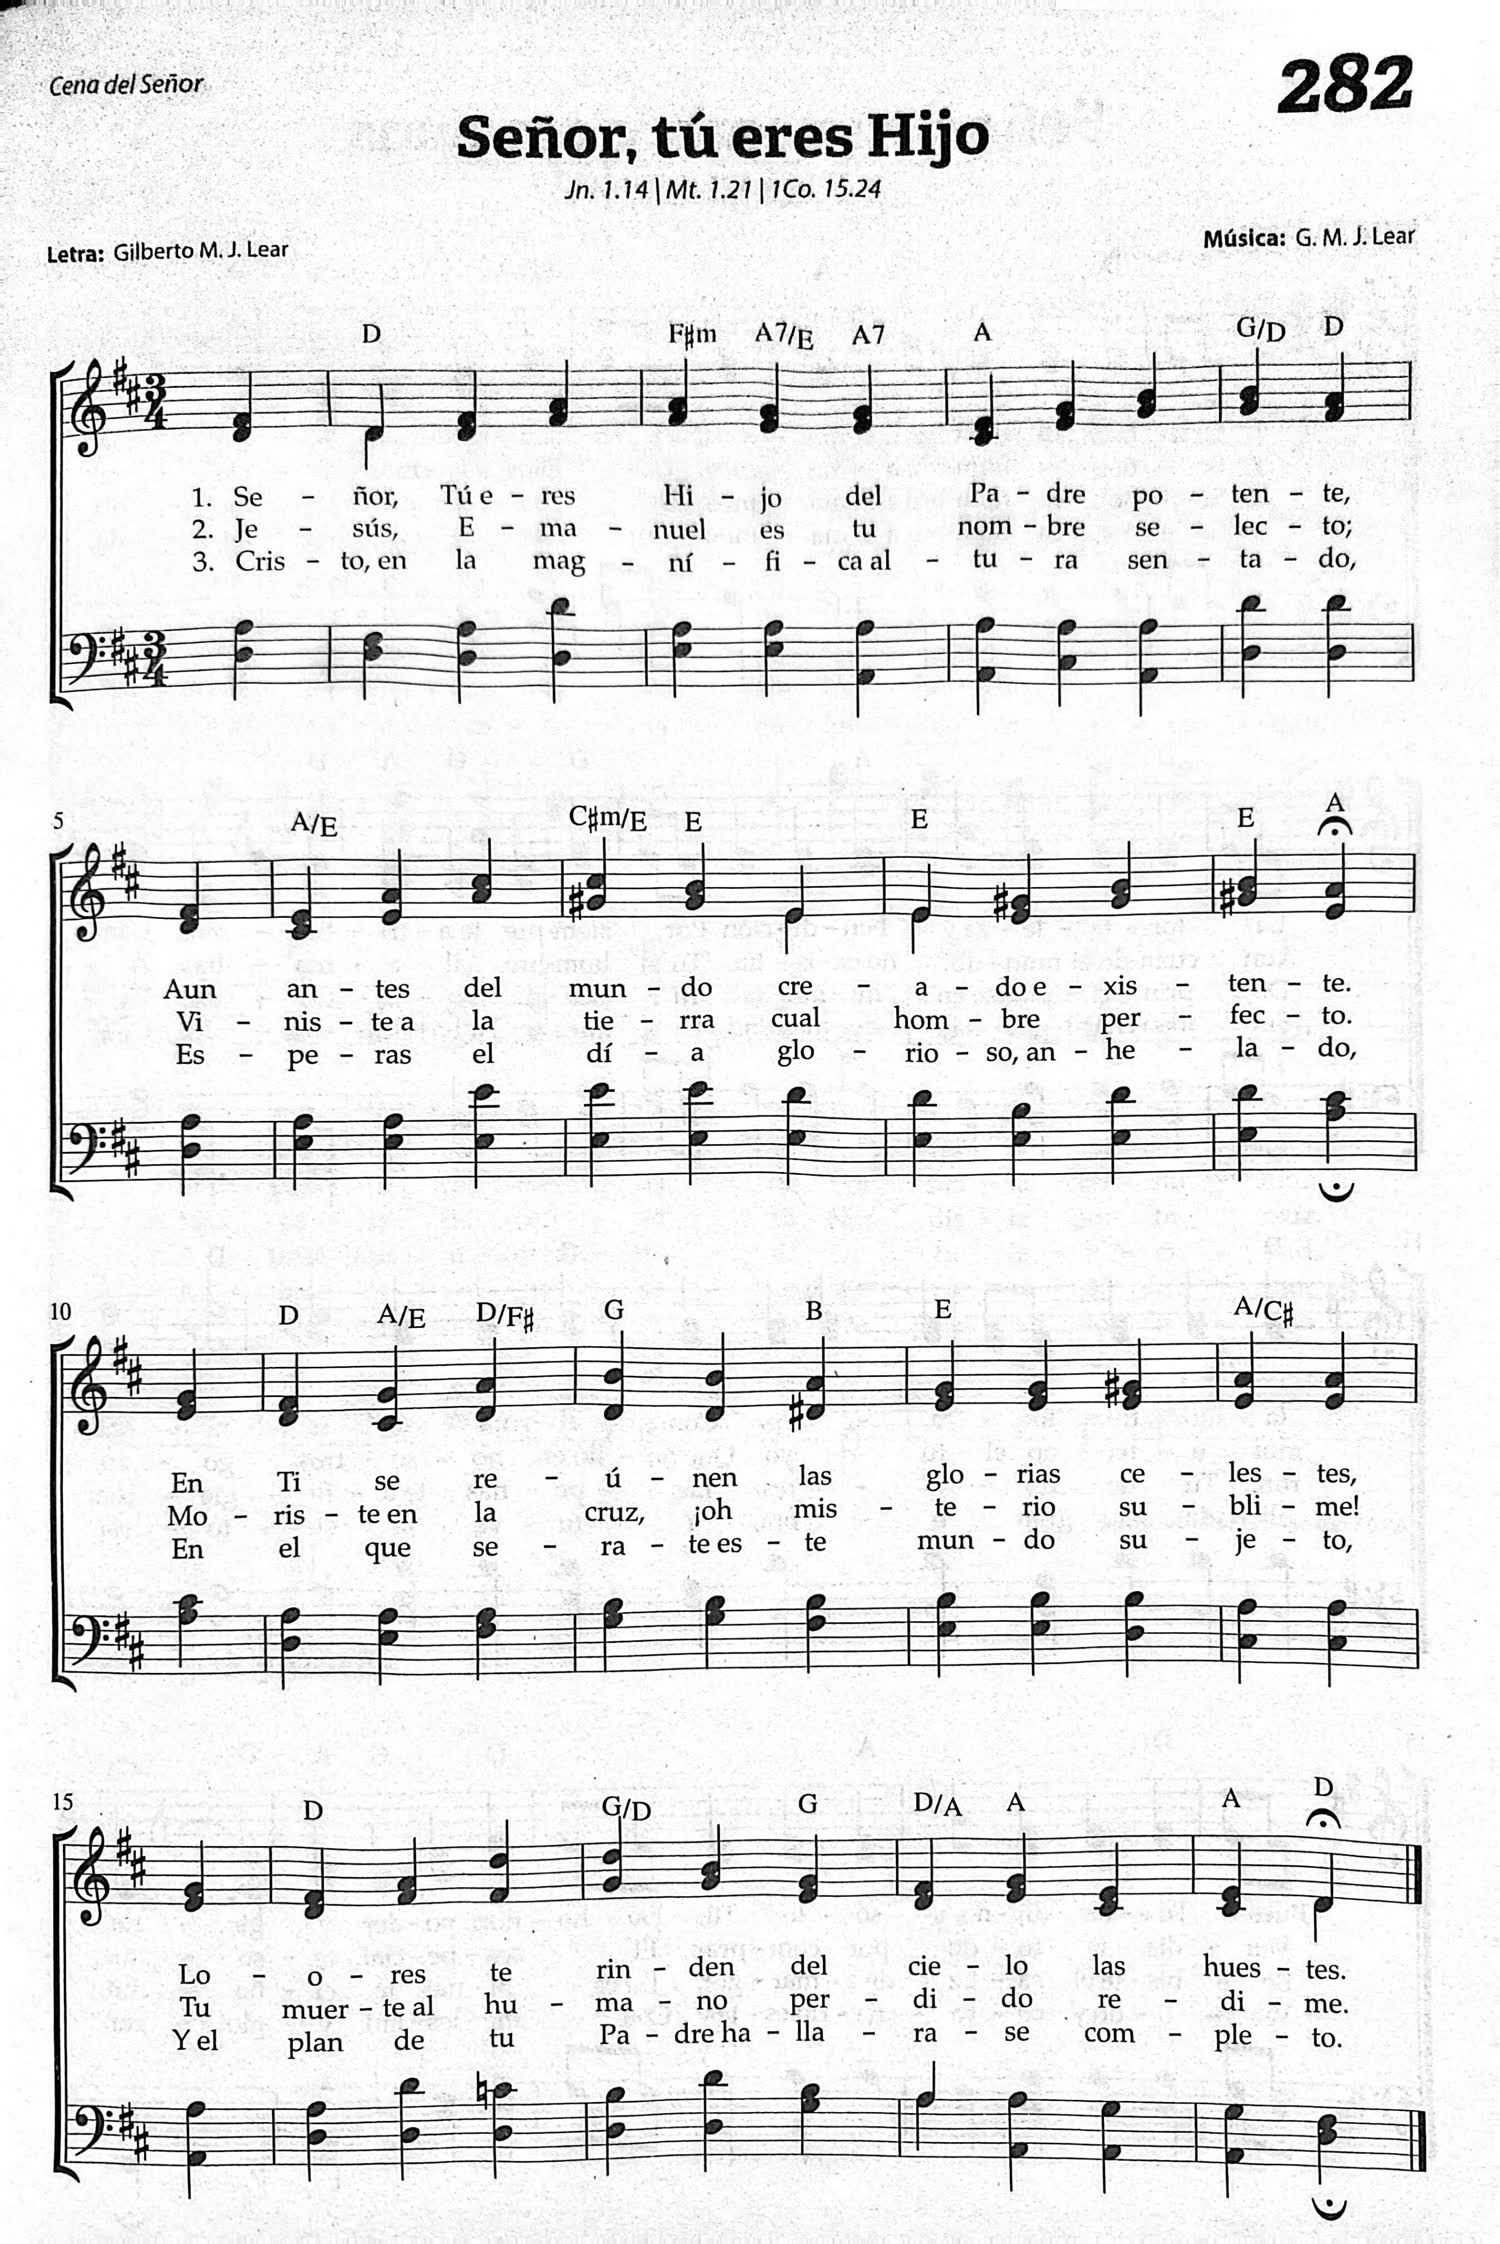 Cena del Señor
282
Señor, tú eres Hijo
Jn. 1.14 | Mt. 1.21 | 1Co. 15.24
Letra: Gilberto M. J. Lear
Música: G. M. J. Lear
D F♯m A7/E A7 A G/D D
3 4
1. Se – ñor, Tú e – res Hi – jo del Pa – dre po – ten – te,
2. Je – sús, E – ma – nuel es tu nom – bre se – lec – to;
3. Cris – to, en la mag – ní – fi – ca al – tu – ra sen – ta – do,
3 4
5 A/E C♯m/E E E E A
Aun an – tes del mun – do cre – a – do e – xis – ten – te.
Vi – nis – te a la tie – rra cual hom – bre per – fec – to.
Es – pe – ras el dí – a glo – rio – so, an – he – la – do,
10 D A/E D/F♯ G B E A/C♯
En Ti se re – ú – nen las glo – rias ce – les – tes,
Mo – ris – te en la cruz, ¡oh mis – te – rio su – bli – me!
En el que se – ra – te es – te mun – do su – je – to,
15 D G/D G D/A A A D
Lo – o – res te rin – den del cie – lo las hues – tes.
Tu muer – te al hu – ma – no per – di – do re – di – me.
Y el plan de tu Pa – dre ha – lla – ra – se com – ple – to.